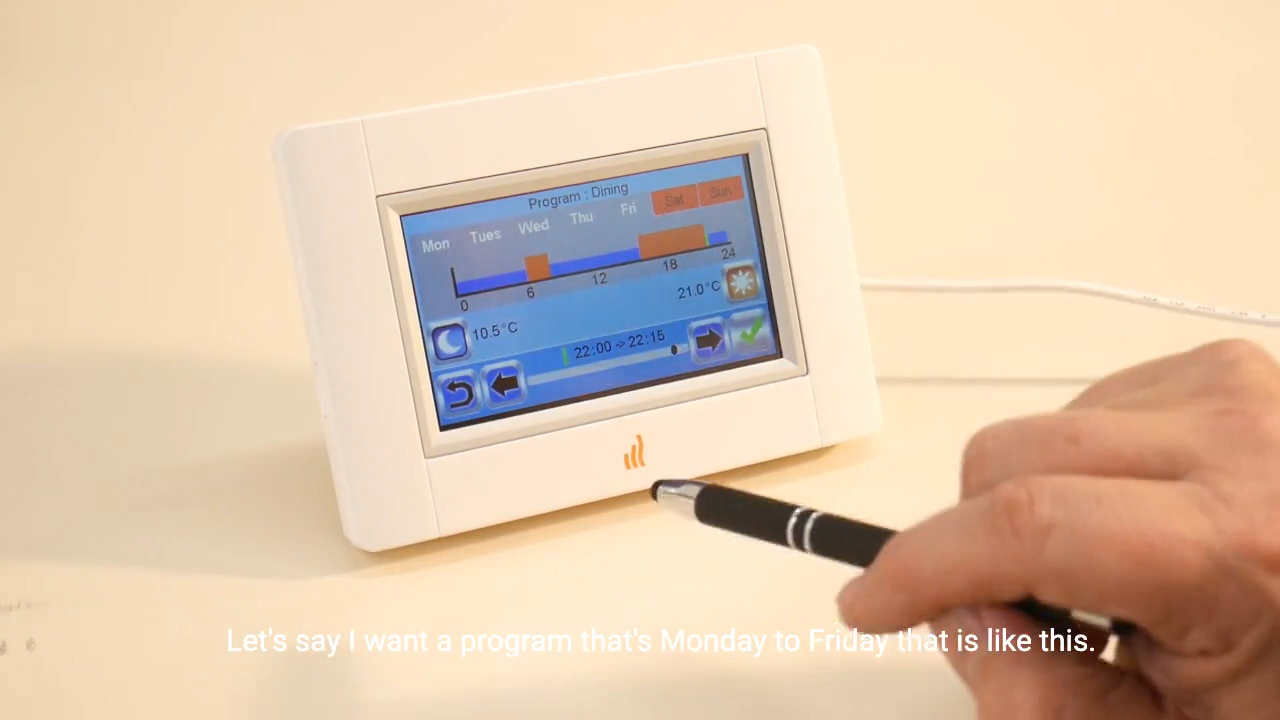 Program : Dining
Mon Tues Wed Thu Fri Sat Sun
0 6 12 18 24
10.5°C 21.0°C
22:00 -> 22:15
Let's say I want a program that's Monday to Friday that is like this.